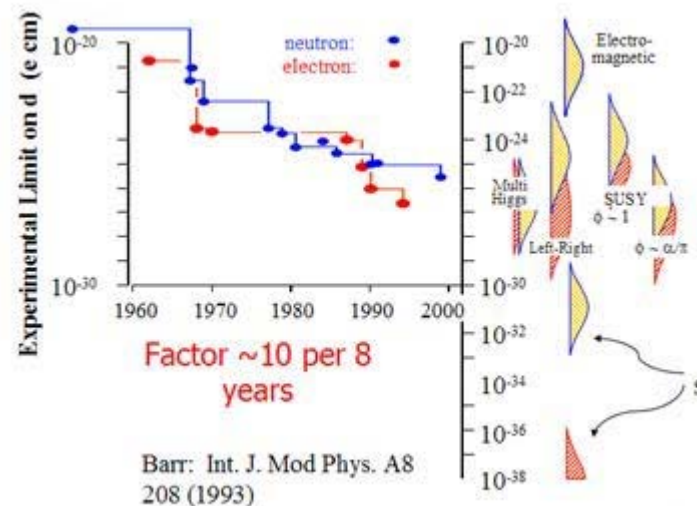 Experimental Limit on d (e cm)
10-20
10-30
neutron:
electron:
1960 1970 1980 1990 2000
Factor ~10 per 8
years
Barr: Int. J. Mod Phys. A8
208 (1993)
10-20
10-22
10-24
10-30
10-32
10-34
10-36
10-38
Electro-
magnetic
Multi
Higgs
SUSY
ϕ ~ 1
Left-Right
ϕ ~ α/π
S